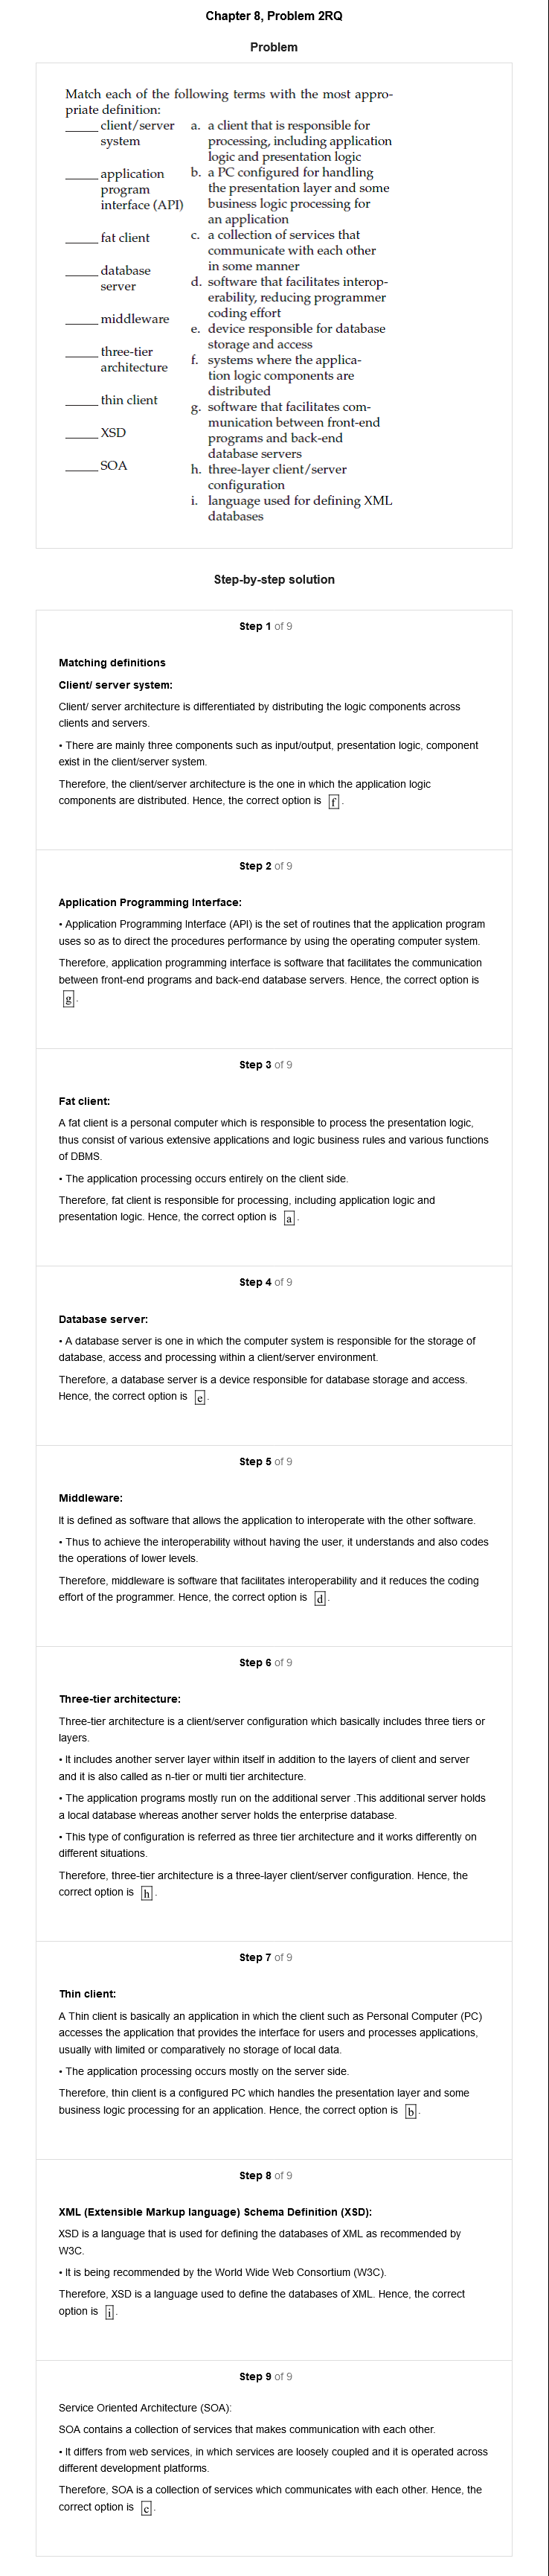 Chapter 8, Problem 2RQ
Problem
Match each of the following terms with the most appro-
priate definition:
_____ client/server
system
_____ application
program
interface (API)
_____ fat client
_____ database
server
_____ middleware
_____ three-tier
architecture
_____ thin client
_____ XSD
_____ SOA
a. a client that is responsible for
processing, including application
logic and presentation logic
b. a PC configured for handling
the presentation layer and some
business logic processing for
an application
c. a collection of services that
communicate with each other
in some manner
d. software that facilitates interop-
erability, reducing programmer
coding effort
e. device responsible for database
storage and access
f. systems where the applica-
tion logic components are
distributed
g. software that facilitates com-
munication between front-end
programs and back-end
database servers
h. three-layer client/server
configuration
i. language used for defining XML
databases
Step-by-step solution
Step 1 of 9
Matching definitions
Client/ server system:
Client/ server architecture is differentiated by distributing the logic components across
clients and servers.
• There are mainly three components such as input/output, presentation logic, component
exist in the client/server system.
Therefore, the client/server architecture is the one in which the application logic
components are distributed. Hence, the correct option is f .
Step 2 of 9
Application Programming Interface:
• Application Programming Interface (API) is the set of routines that the application program
uses so as to direct the procedures performance by using the operating computer system.
Therefore, application programming interface is software that facilitates the communication
between front-end programs and back-end database servers. Hence, the correct option is
g .
Step 3 of 9
Fat client:
A fat client is a personal computer which is responsible to process the presentation logic,
thus consist of various extensive applications and logic business rules and various functions
of DBMS.
• The application processing occurs entirely on the client side.
Therefore, fat client is responsible for processing, including application logic and
presentation logic. Hence, the correct option is a .
Step 4 of 9
Database server:
• A database server is one in which the computer system is responsible for the storage of
database, access and processing within a client/server environment.
Therefore, a database server is a device responsible for database storage and access.
Hence, the correct option is e .
Step 5 of 9
Middleware:
It is defined as software that allows the application to interoperate with the other software.
• Thus to achieve the interoperability without having the user, it understands and also codes
the operations of lower levels.
Therefore, middleware is software that facilitates interoperability and it reduces the coding
effort of the programmer. Hence, the correct option is d .
Step 6 of 9
Three-tier architecture:
Three-tier architecture is a client/server configuration which basically includes three tiers or
layers.
• It includes another server layer within itself in addition to the layers of client and server
and it is also called as n-tier or multi tier architecture.
• The application programs mostly run on the additional server .This additional server holds
a local database whereas another server holds the enterprise database.
• This type of configuration is referred as three tier architecture and it works differently on
different situations.
Therefore, three-tier architecture is a three-layer client/server configuration. Hence, the
correct option is h .
Step 7 of 9
Thin client:
A Thin client is basically an application in which the client such as Personal Computer (PC)
accesses the application that provides the interface for users and processes applications,
usually with limited or comparatively no storage of local data.
• The application processing occurs mostly on the server side.
Therefore, thin client is a configured PC which handles the presentation layer and some
business logic processing for an application. Hence, the correct option is b .
Step 8 of 9
XML (Extensible Markup language) Schema Definition (XSD):
XSD is a language that is used for defining the databases of XML as recommended by
W3C.
• It is being recommended by the World Wide Web Consortium (W3C).
Therefore, XSD is a language used to define the databases of XML. Hence, the correct
option is i .
Step 9 of 9
Service Oriented Architecture (SOA):
SOA contains a collection of services that makes communication with each other.
• It differs from web services, in which services are loosely coupled and it is operated across
different development platforms.
Therefore, SOA is a collection of services which communicates with each other. Hence, the
correct option is c .